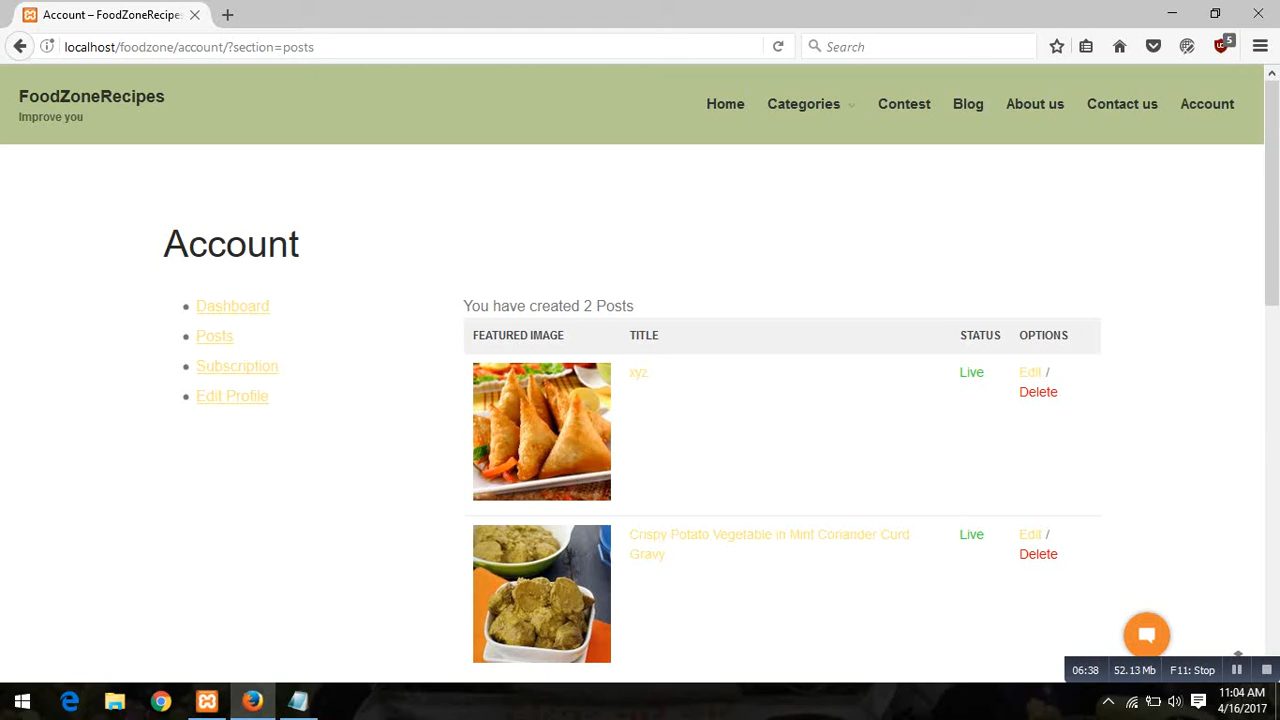 Account – FoodZoneRecipes
localhost/foodzone/account/?section=posts
Search
5
FoodZoneRecipes
Improve you
Home Categories Contest Blog About us Contact us Account
Account
Dashboard
Posts
Subscription
Edit Profile
You have created 2 Posts
FEATURED IMAGE TITLE STATUS OPTIONS
xyz Live Edit /
Delete
Crispy Potato Vegetable in Mint Coriander Curd Live Edit /
Gravy Delete
06:38 52.13 Mb F11: Stop
11:04 AM
4/16/2017